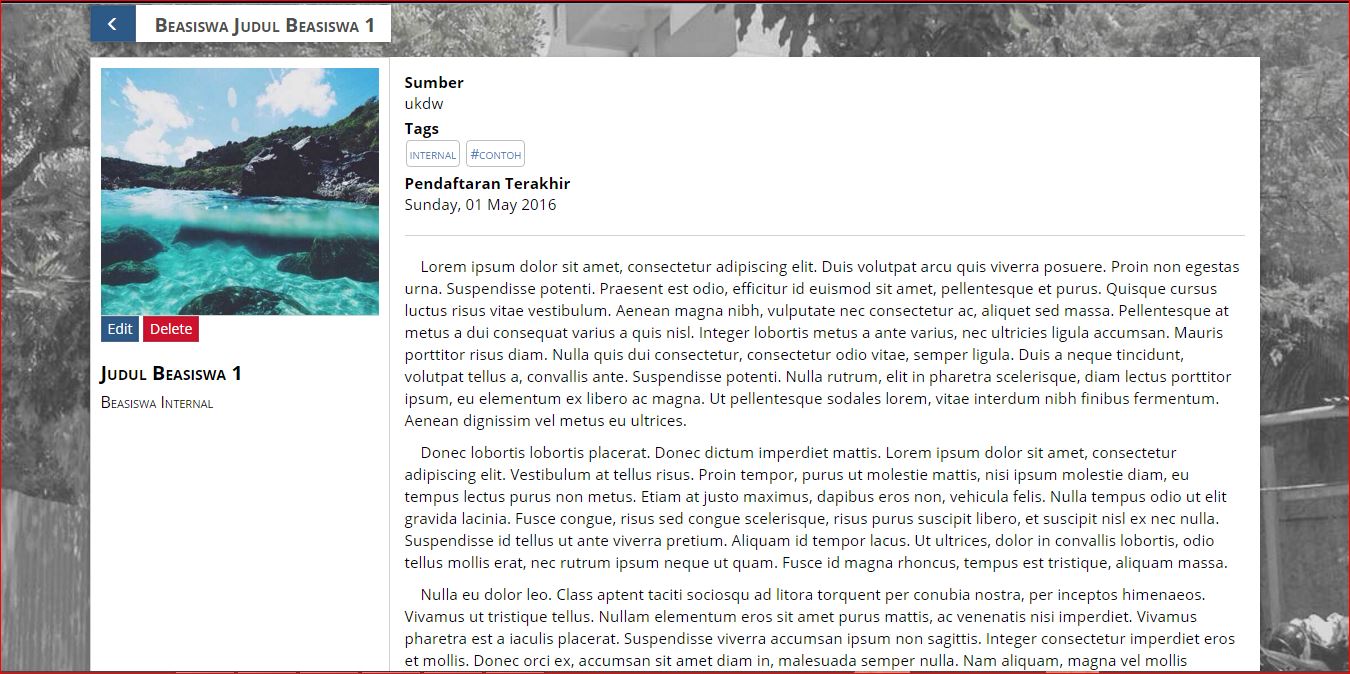 Beasiswa Judul Beasiswa 1
Edit Delete
Judul Beasiswa 1
Beasiswa Internal
Sumber
ukdw
Tags
internal #contoh
Pendaftaran Terakhir
Sunday, 01 May 2016
Lorem ipsum dolor sit amet, consectetur adipiscing elit. Duis volutpat arcu quis viverra posuere. Proin non egestas
urna. Suspendisse potenti. Praesent est odio, efficitur id euismod sit amet, pellentesque et purus. Quisque cursus
luctus risus vitae vestibulum. Aenean magna nibh, vulputate nec consectetur ac, aliquet sed massa. Pellentesque at
metus a dui consequat varius a quis nisl. Integer lobortis metus a ante varius, nec ultricies ligula accumsan. Mauris
porttitor risus diam. Nulla quis dui consectetur, consectetur odio vitae, semper ligula. Duis a neque tincidunt,
volutpat tellus a, convallis ante. Suspendisse potenti. Nulla rutrum, elit in pharetra scelerisque, diam lectus porttitor
ipsum, eu elementum ex libero ac magna. Ut pellentesque sodales lorem, vitae interdum nibh finibus fermentum.
Aenean dignissim vel metus eu ultrices.
Donec lobortis lobortis placerat. Donec dictum imperdiet mattis. Lorem ipsum dolor sit amet, consectetur
adipiscing elit. Vestibulum at tellus risus. Proin tempor, purus ut molestie mattis, nisi ipsum molestie diam, eu
tempus lectus purus non metus. Etiam at justo maximus, dapibus eros non, vehicula felis. Nulla tempus odio ut elit
gravida lacinia. Fusce congue, risus sed congue scelerisque, risus purus suscipit libero, et suscipit nisl ex nec nulla.
Suspendisse id tellus ut ante viverra pretium. Aliquam id tempor lacus. Ut ultrices, dolor in convallis lobortis, odio
tellus mollis erat, nec rutrum ipsum neque ut quam. Fusce id magna rhoncus, tempus est tristique, aliquam massa.
Nulla eu dolor leo. Class aptent taciti sociosqu ad litora torquent per conubia nostra, per inceptos himenaeos.
Vivamus ut tristique tellus. Nullam elementum eros sit amet purus mattis, ac venenatis nisi imperdiet. Vivamus
pharetra est a iaculis placerat. Suspendisse viverra accumsan ipsum non sagittis. Integer consectetur imperdiet eros
et mollis. Donec orci ex, accumsan sit amet diam in, malesuada semper nulla. Nam aliquam, magna vel mollis